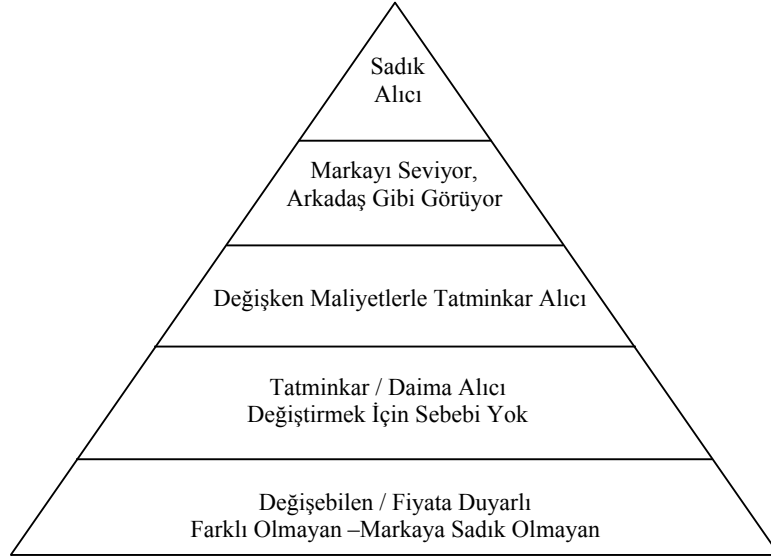 Sadık
Alıcı
Markayı Seviyor,
Arkadaş Gibi Görüyor
Değişken Maliyetlerle Tatminkar Alıcı
Tatminkar / Daima Alıcı
Değiştirmek İçin Sebebi Yok
Değişebilen / Fiyata Duyarlı
Farklı Olmayan –Markaya Sadık Olmayan